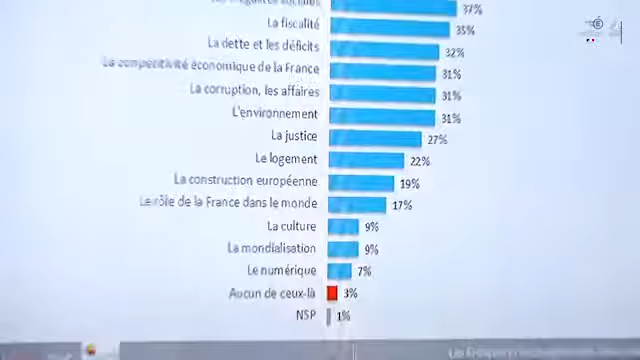 37%
La fiscalité 35%
La dette et les déficits 32%
La compétitivité économique de la France 31%
La corruption, les affaires 31%
L'environnement 31%
La justice 27%
Le logement 22%
La construction européenne 19%
Le rôle de la France dans le monde 17%
La culture 9%
La mondialisation 9%
Le numérique 7%
Aucun de ceux-là 3%
NSP 1%